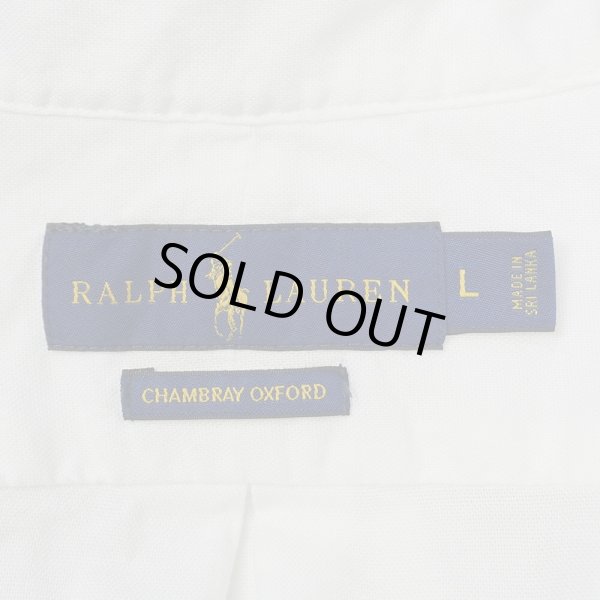 SOLD OUT
RALPH LAUREN
L
MADE IN
SRI LANKA
CHAMBRAY OXFORD